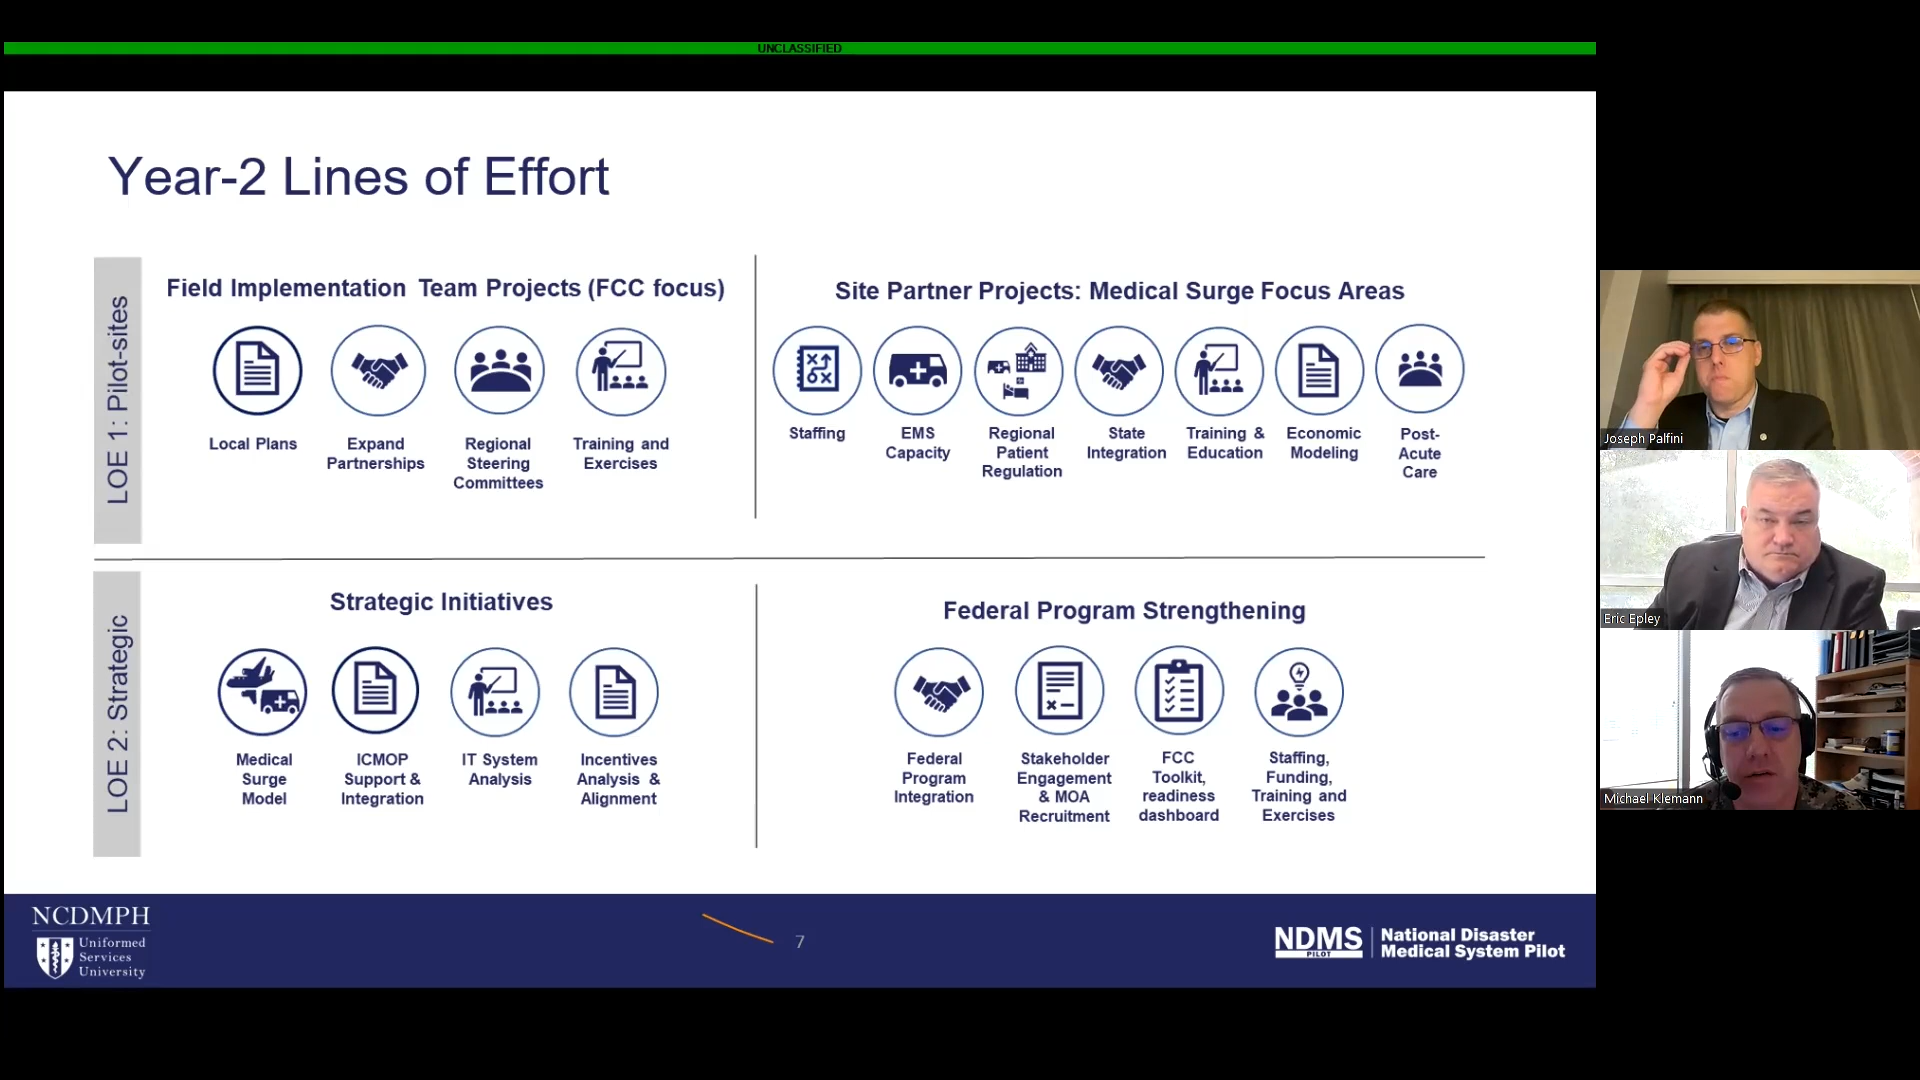 UNCLASSIFIED
Year-2 Lines of Effort
LOE 1: Pilot-sites
Field Implementation Team Projects (FCC focus)
Local Plans
Expand
Partnerships
Regional
Steering
Committees
Training and
Exercises
Site Partner Projects: Medical Surge Focus Areas
Staffing
EMS
Capacity
Regional
Patient
Regulation
State
Integration
Training &
Education
Economic
Modeling
Post-
Acute
Care
LOE 2: Strategic
Strategic Initiatives
Medical
Surge
Model
ICMOP
Support &
Integration
IT System
Analysis
Incentives
Analysis &
Alignment
Federal Program Strengthening
Federal
Program
Integration
Stakeholder
Engagement
& MOA
Recruitment
FCC
Toolkit,
readiness
dashboard
Staffing,
Funding,
Training and
Exercises
NCDMPH
Uniformed
Services
University
7
NDMS
PILOT
National Disaster
Medical System Pilot
Joseph Palfini
Eric Epley
Michael Klemann